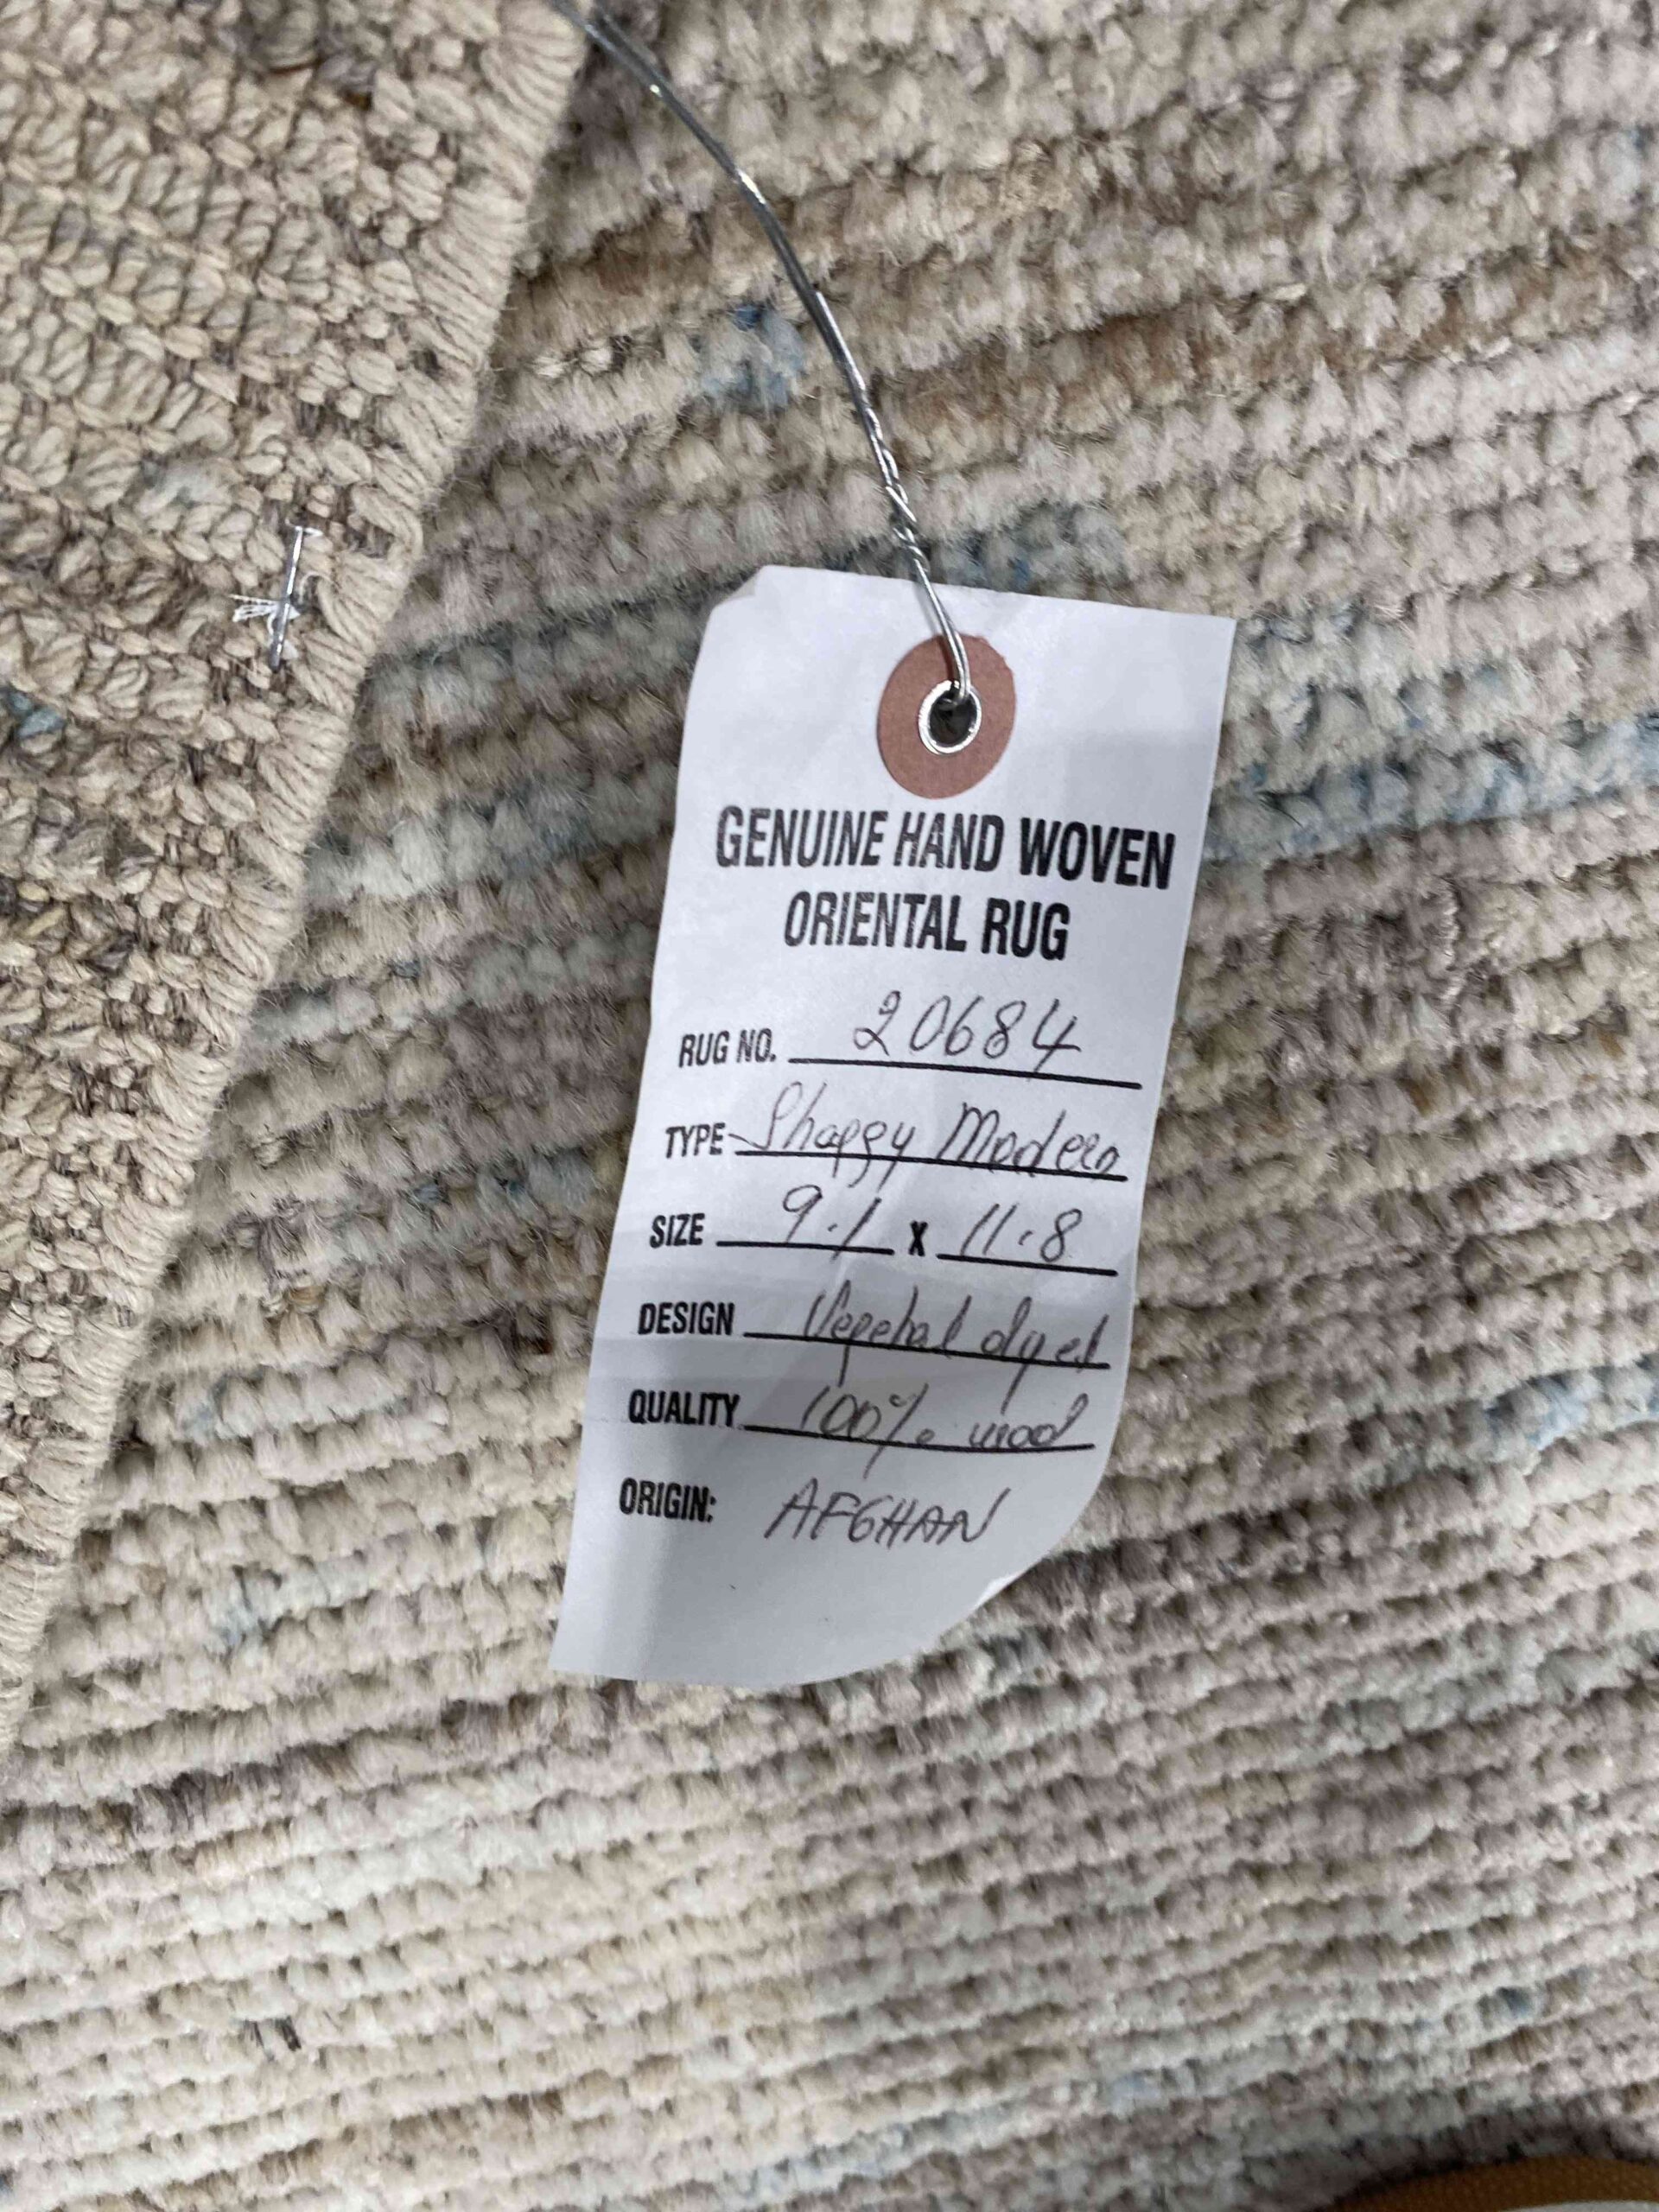 GENUINE HAND WOVEN
ORIENTAL RUG
RUG NO. 20684
TYPE Shaggy Modern
SIZE 9.1 x 11.8
DESIGN Vegetal dyed
QUALITY 100% wool
ORIGIN: AFGHAN